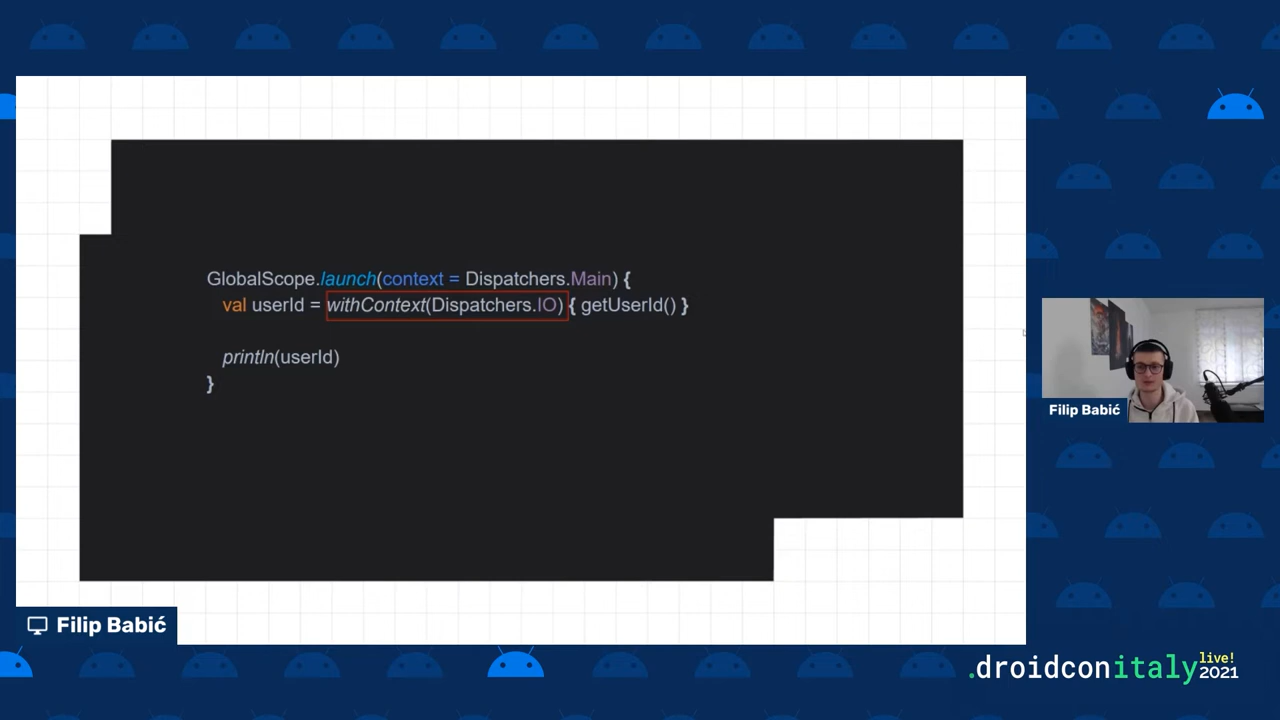 GlobalScope.launch(context = Dispatchers.Main) {
val userId = withContext(Dispatchers.IO) { getUserId() }
println(userId)
}
Filip Babić
Filip Babić
.droidconitaly live! 2021